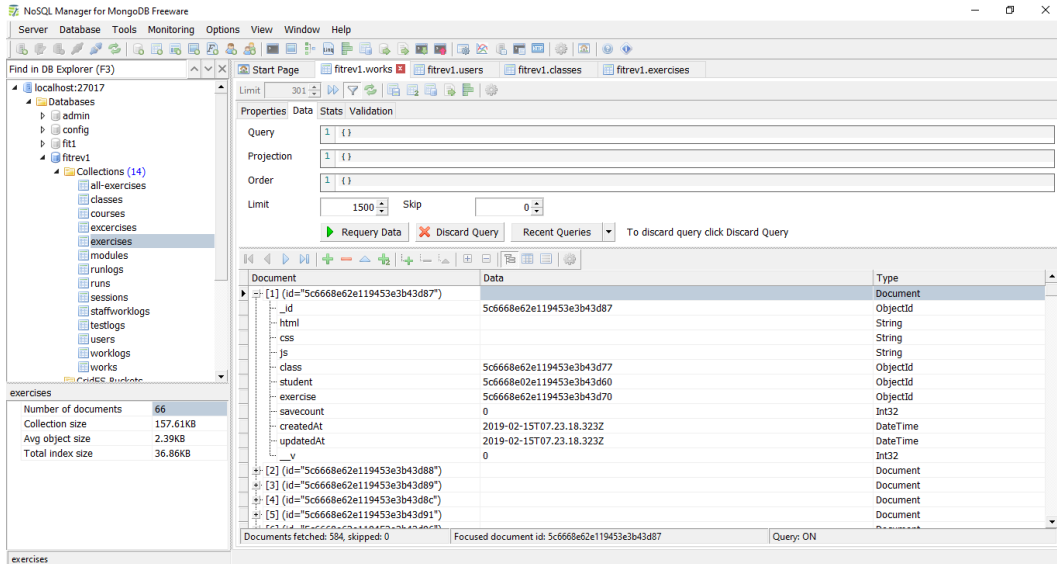 NoSQL Manager for MongoDB Freeware
Server Database Tools Monitoring Options View Window Help
Find in DB Explorer (F3)
localhost:27017
Databases
admin
config
fit1
fitrev1
Collections (14)
all-exercises
classes
courses
excercises
exercises
modules
runlogs
runs
sessions
staffworklogs
testlogs
users
worklogs
works
GridFS Buckets
exercises
Number of documents 66
Collection size 157.61KB
Avg object size 2.39KB
Total index size 36.86KB
Start Page fitrev1.works fitrev1.users fitrev1.classes fitrev1.exercises
Limit 301
Properties Data Stats Validation
Query 1 {}
Projection 1 {}
Order 1 {}
Limit 1500 Skip 0
Requery Data Discard Query Recent Queries To discard query click Discard Query
Document Data Type
[1] (id="5c6668e62e119453e3b43d87") Document
_id 5c6668e62e119453e3b43d87 ObjectId
html String
css String
js String
class 5c6668e62e119453e3b43d77 ObjectId
student 5c6668e02e119453e3b43d60 ObjectId
exercise 5c6668e62e119453e3b43d70 ObjectId
savecount 0 Int32
createdAt 2019-02-15T07.23.18.323Z DateTime
updatedAt 2019-02-15T07.23.18.323Z DateTime
__v 0 Int32
[2] (id="5c6668e62e119453e3b43d88") Document
[3] (id="5c6668e62e119453e3b43d89") Document
[4] (id="5c6668e62e119453e3b43d8c") Document
[5] (id="5c6668e62e119453e3b43d91") Document
Documents fetched: 584, skipped: 0 Focused document id: 5c6668e62e119453e3b43d87 Query: ON
exercises